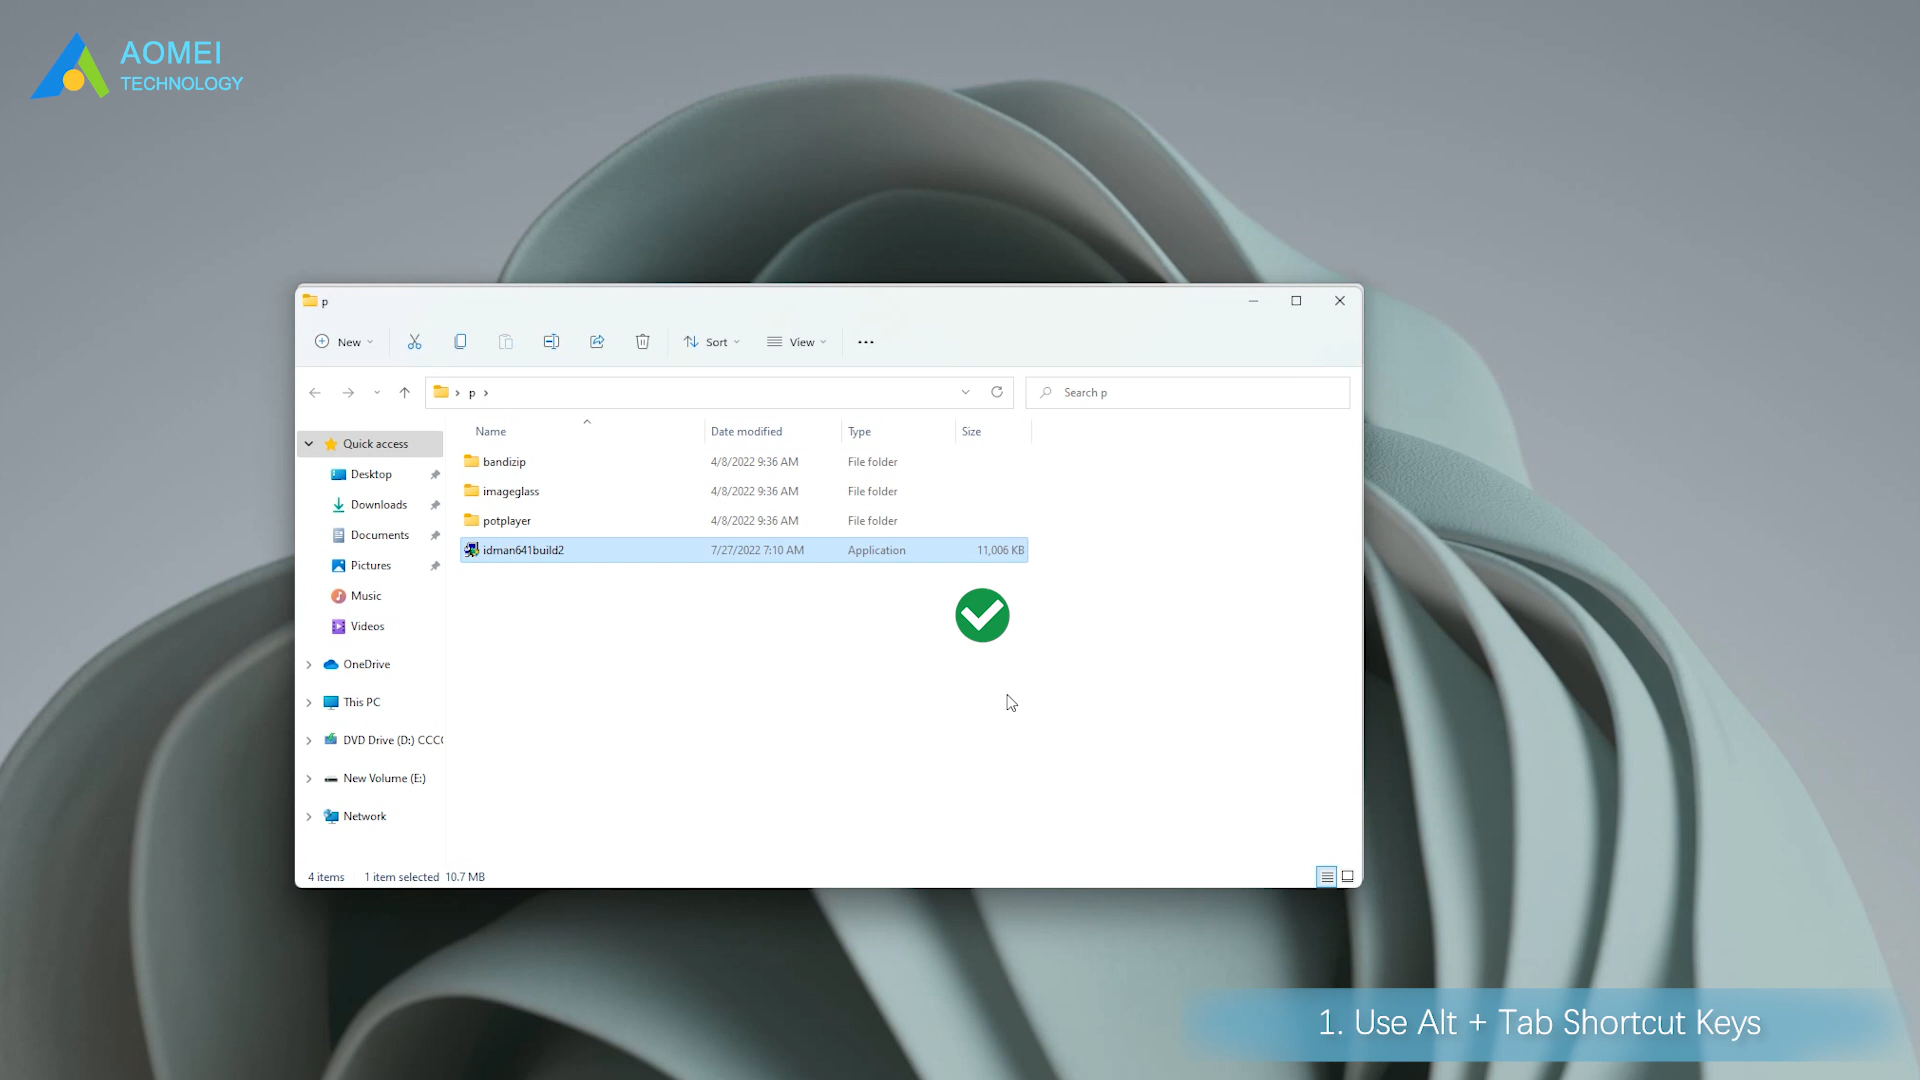 AOMEI
TECHNOLOGY
p
New
Sort
View
p
Search p
Name Date modified Type Size
Quick access
Desktop
Downloads
Documents
Pictures
Music
Videos
OneDrive
This PC
DVD Drive (D:) CCC
New Volume (E:)
Network
bandizip 4/8/2022 9:36 AM File folder
imageglass 4/8/2022 9:36 AM File folder
potplayer 4/8/2022 9:36 AM File folder
idman641build2 7/27/2022 7:10 AM Application 11,006 KB
4 items 1 item selected 10.7 MB
1. Use Alt + Tab Shortcut Keys